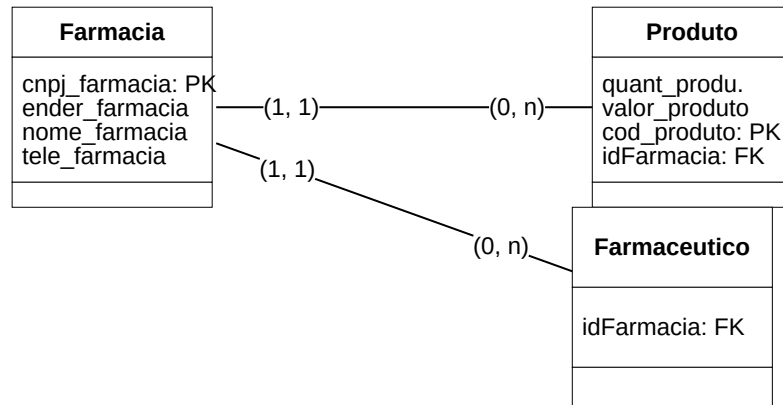 Farmacia
cnpj_farmacia: PK
ender_farmacia
nome_farmacia
tele_farmacia
(1, 1)
(0, n)
Produto
quant_produ.
valor_produto
cod_produto: PK
idFarmacia: FK
(1, 1)
(0, n)
Farmaceutico
idFarmacia: FK